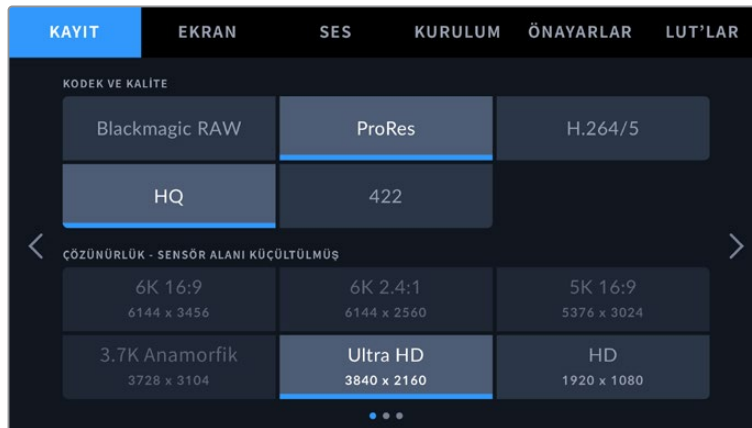 KAYIT EKRAN SES KURULUM ÖNAYARLAR LUT’LAR
KODEK VE KALİTE
Blackmagic RAW ProRes H.264/5
HQ 422
ÇÖZÜNÜRLÜK - SENSÖR ALANI KÜÇÜLTÜLMÜŞ
6K 16:9 6K 2.4:1 5K 16:9
6144 x 3456 6144 x 2560 5376 x 3024
3.7K Anamorfik Ultra HD HD
3728 x 3104 3840 x 2160 1920 x 1080